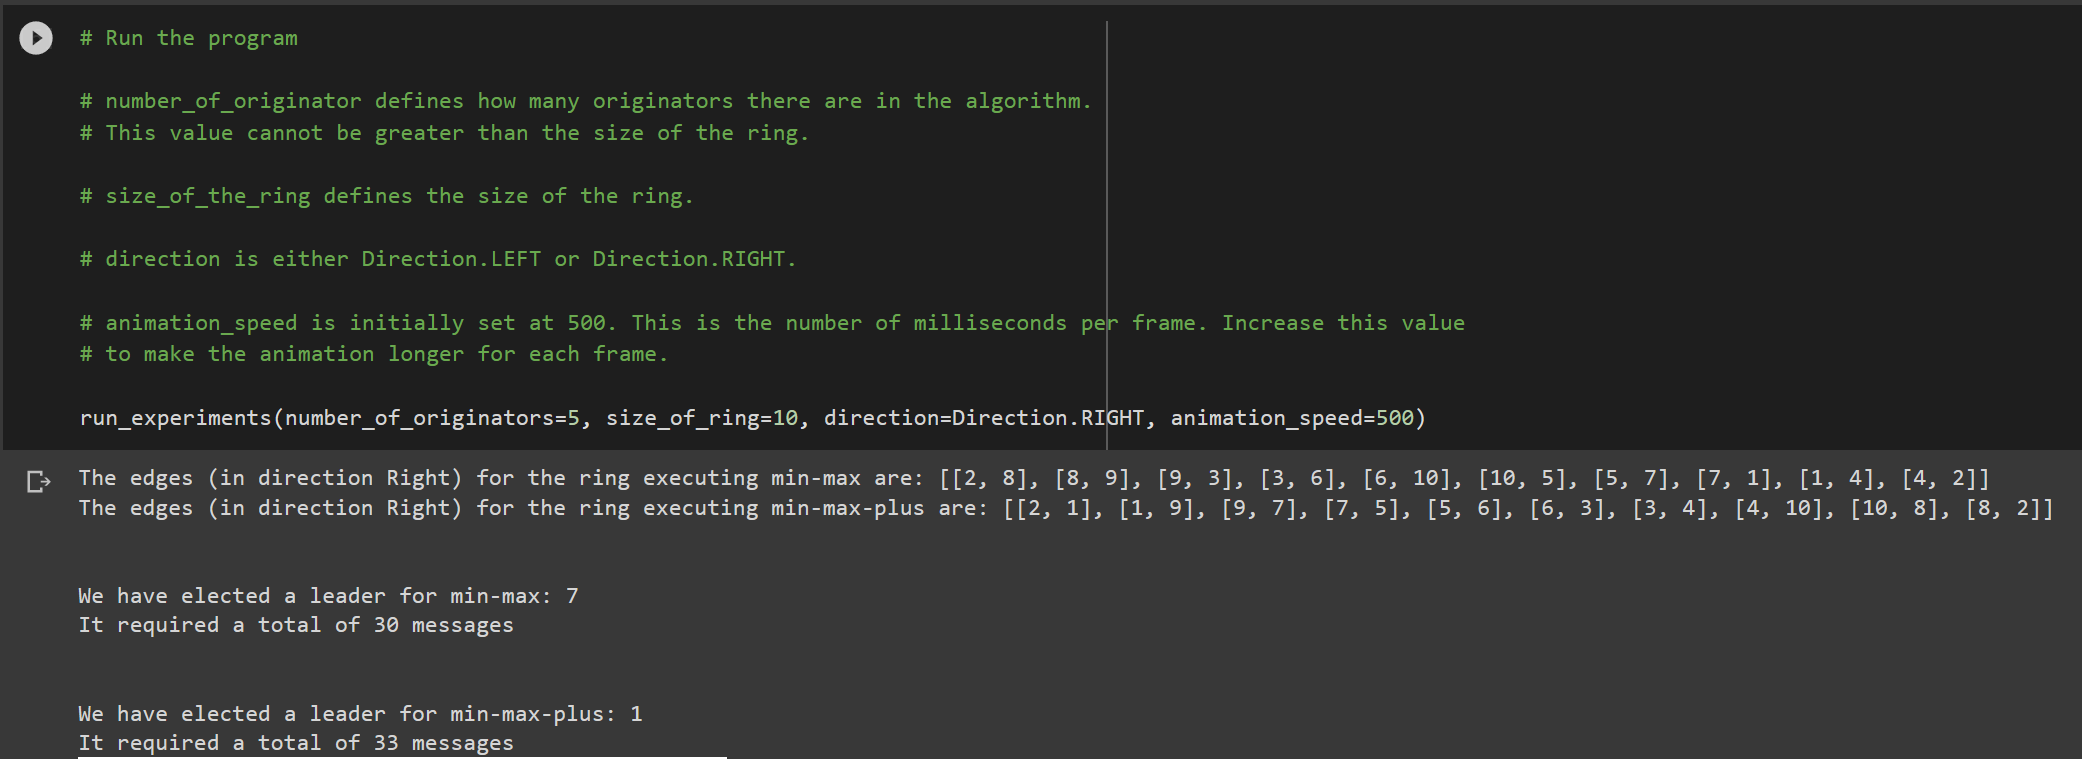 # Run the program
# number_of_originator defines how many originators there are in the algorithm.
# This value cannot be greater than the size of the ring.
# size_of_the_ring defines the size of the ring.
# direction is either Direction.LEFT or Direction.RIGHT.
# animation_speed is initially set at 500. This is the number of milliseconds per frame. Increase this value
# to make the animation longer for each frame.
run_experiments(number_of_originators=5, size_of_ring=10, direction=Direction.RIGHT, animation_speed=500)
The edges (in direction Right) for the ring executing min-max are: [[2, 8], [8, 9], [9, 3], [3, 6], [6, 10], [10, 5], [5, 7], [7, 1], [1, 4], [4, 2]]
The edges (in direction Right) for the ring executing min-max-plus are: [[2, 1], [1, 9], [9, 7], [7, 5], [5, 6], [6, 3], [3, 4], [4, 10], [10, 8], [8, 2]]
We have elected a leader for min-max: 7
It required a total of 30 messages
We have elected a leader for min-max-plus: 1
It required a total of 33 messages